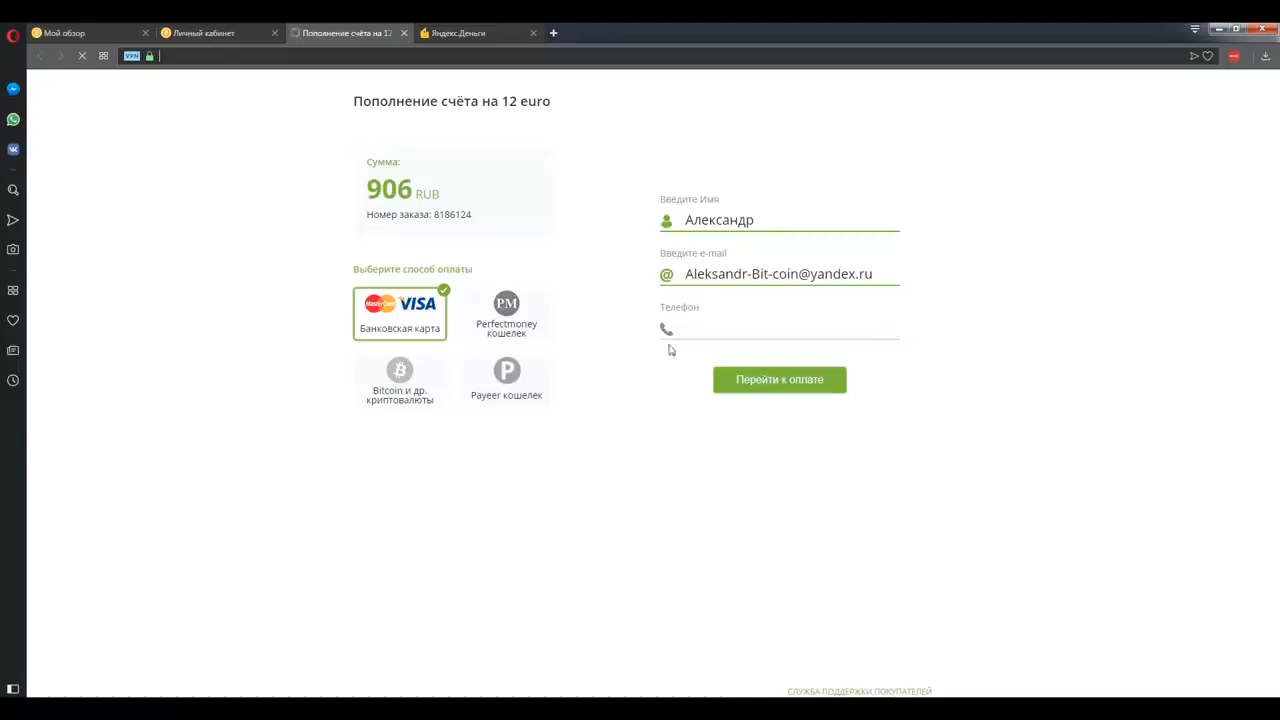 Мой обзор
Личный кабинет
Пополнение счёта на 12
Яндекс.Деньги
VPN
Пополнение счёта на 12 euro
Сумма:
906 RUB
Номер заказа: 8186124
Выберите способ оплаты
MasterCard VISA
Банковская карта
PM
Perfectmoney
кошелек
Bitcoin и др.
криптовалюты
P
Payeer кошелек
Введите Имя
Александр
Введите e-mail
@ Aleksandr-Bit-coin@yandex.ru
Телефон
Перейти к оплате
СЛУЖБА ПОДДЕРЖКИ ПОКУПАТЕЛЕЙ